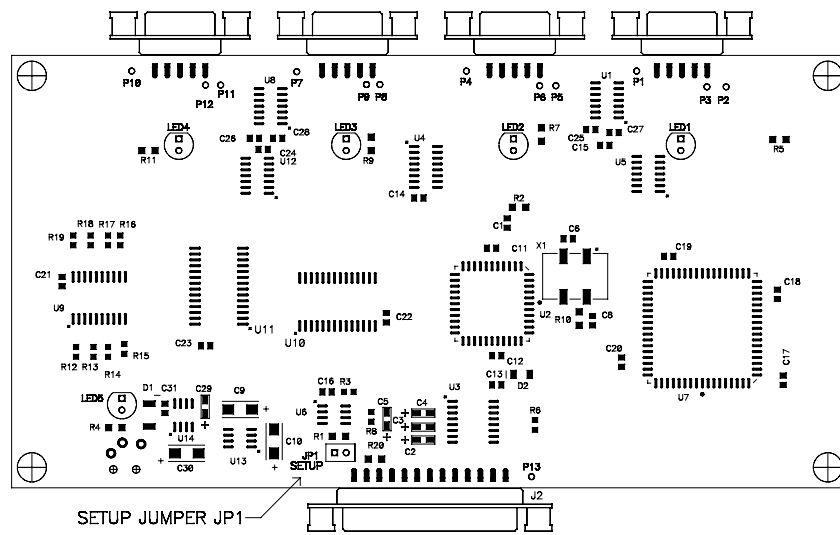 P10
P12
P11
P7
P9
P8
P4
P6
P5
P1
P3
P2
U8
U1
LED4
LED3
LED2
LED1
C26
C28
C24
U12
R11
R9
U4
C14
R7
C25
C27
C15
U5
R5
R2
C1
C11
C6
X1
C19
R18
R17
R16
R19
C21
U9
U11
U10
C22
C23
U2
R10
C8
C18
C20
C17
U7
R12
R13
R15
R14
C12
C13
D2
LED5
D1
C31
C29
C9
C16
R3
U6
C5
C4
U3
R4
U14
U13
C10
R1
R8
C3
C2
R6
C30
JP1
SETUP
R20
P13
J2
SETUP JUMPER JP1